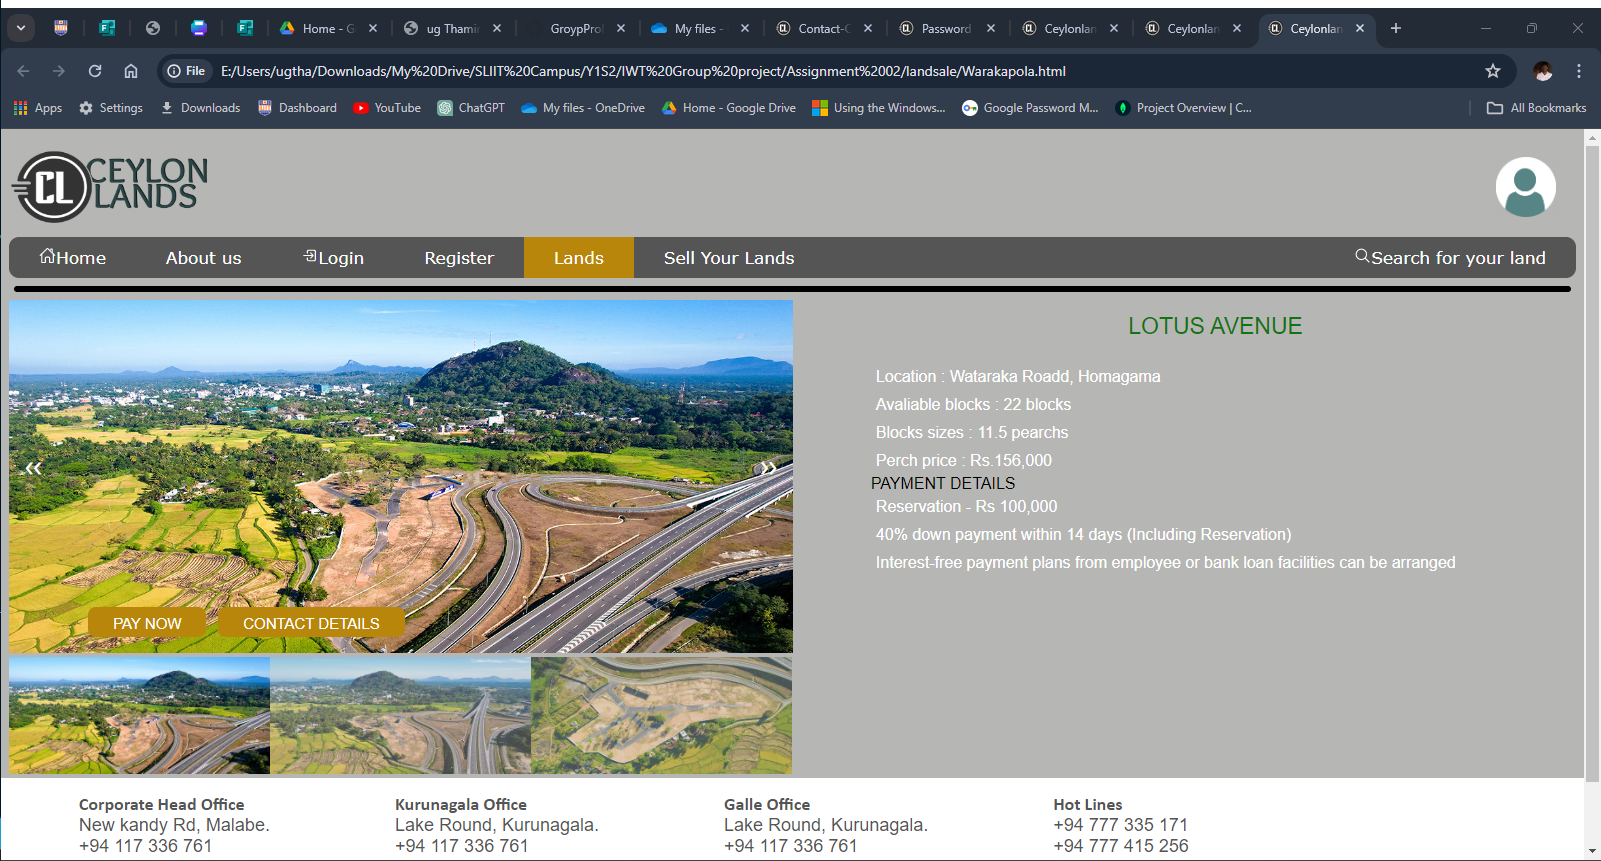 Home - G
ug Thamir
GroypProl
My files -
Contact-C
Password
Ceylonlan
Ceylonlan
Ceylonlan
File
E:/Users/ugtha/Downloads/My%20Drive/SLIIT%20Campus/Y1S2/IWT%20Group%20project/Assignment%2002/landsale/Warakapola.html
Apps
Settings
Downloads
Dashboard
YouTube
ChatGPT
My files - OneDrive
Home - Google Drive
Using the Windows...
Google Password M...
Project Overview | C...
All Bookmarks
CL
CEYLON
LANDS
Home
About us
Login
Register
Lands
Sell Your Lands
Search for your land
«
»
PAY NOW
CONTACT DETAILS
LOTUS AVENUE
Location : Wataraka Roadd, Homagama
Avaliable blocks : 22 blocks
Blocks sizes : 11.5 pearchs
Perch price : Rs.156,000
PAYMENT DETAILS
Reservation - Rs 100,000
40% down payment within 14 days (Including Reservation)
Interest-free payment plans from employee or bank loan facilities can be arranged
Corporate Head Office
New kandy Rd, Malabe.
+94 117 336 761
Kurunagala Office
Lake Round, Kurunagala.
+94 117 336 761
Galle Office
Lake Round, Kurunagala.
+94 117 336 761
Hot Lines
+94 777 335 171
+94 777 415 256